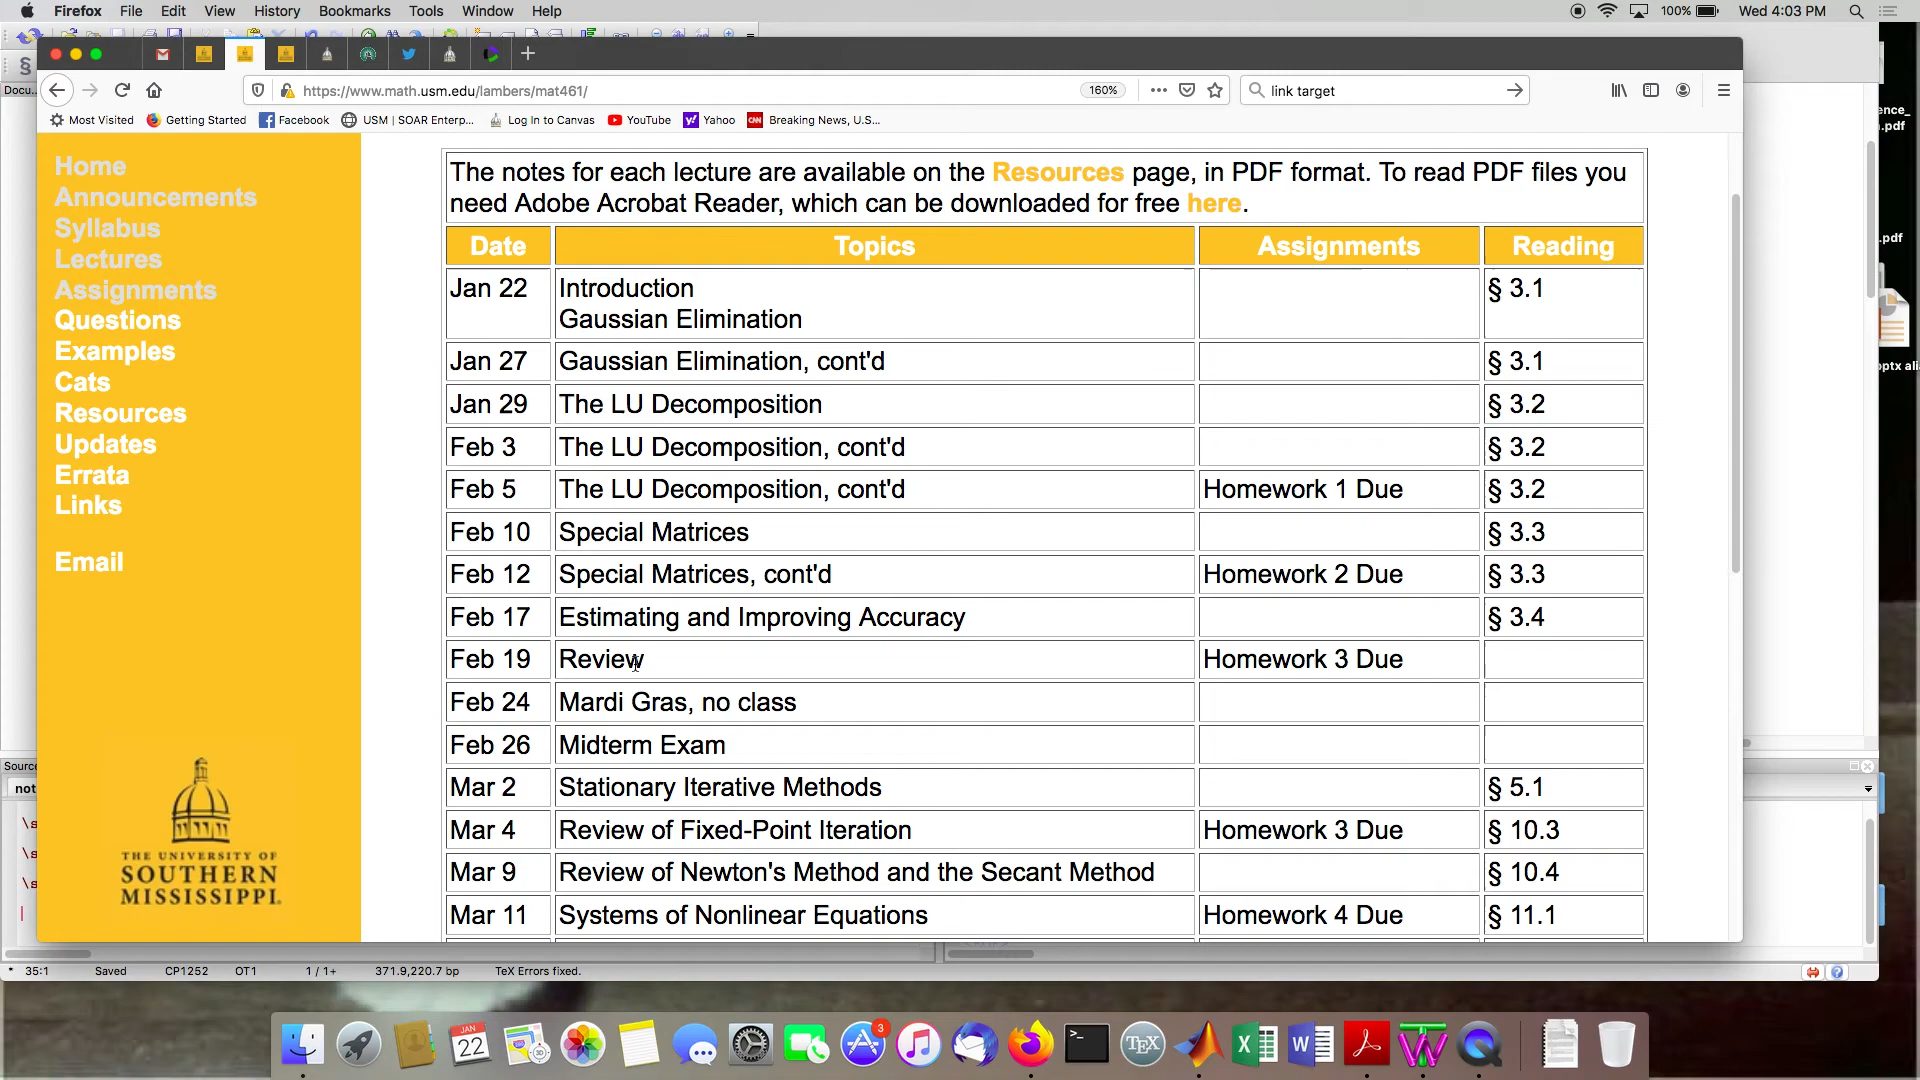 Firefox File Edit View History Bookmarks Tools Window Help 100% Wed 4:03 PM
https://www.math.usm.edu/lambers/mat461/ 160% link target
Most Visited Getting Started Facebook USM | SOAR Enterp... Log In to Canvas YouTube Yahoo Breaking News, U.S...
§
Docu...
ence_
.pdf
.pdf
pptx alia
Home
Announcements
Syllabus
Lectures
Assignments
Questions
Examples
Cats
Resources
Updates
Errata
Links
Email
THE UNIVERSITY OF
SOUTHERN
MISSISSIPPI.
The notes for each lecture are available on the Resources page, in PDF format. To read PDF files you
need Adobe Acrobat Reader, which can be downloaded for free here.
Date Topics Assignments Reading
Jan 22 Introduction § 3.1
Gaussian Elimination
Jan 27 Gaussian Elimination, cont'd § 3.1
Jan 29 The LU Decomposition § 3.2
Feb 3 The LU Decomposition, cont'd § 3.2
Feb 5 The LU Decomposition, cont'd Homework 1 Due § 3.2
Feb 10 Special Matrices § 3.3
Feb 12 Special Matrices, cont'd Homework 2 Due § 3.3
Feb 17 Estimating and Improving Accuracy § 3.4
Feb 19 Review Homework 3 Due
Feb 24 Mardi Gras, no class
Feb 26 Midterm Exam
Mar 2 Stationary Iterative Methods § 5.1
Mar 4 Review of Fixed-Point Iteration Homework 3 Due § 10.3
Mar 9 Review of Newton's Method and the Secant Method § 10.4
Mar 11 Systems of Nonlinear Equations Homework 4 Due § 11.1
Source
not
\s
\s
\s
35:1 Saved CP1252 OT1 1 / 1+ 371.9,220.7 bp TeX Errors fixed.
JAN
22
3
TEX